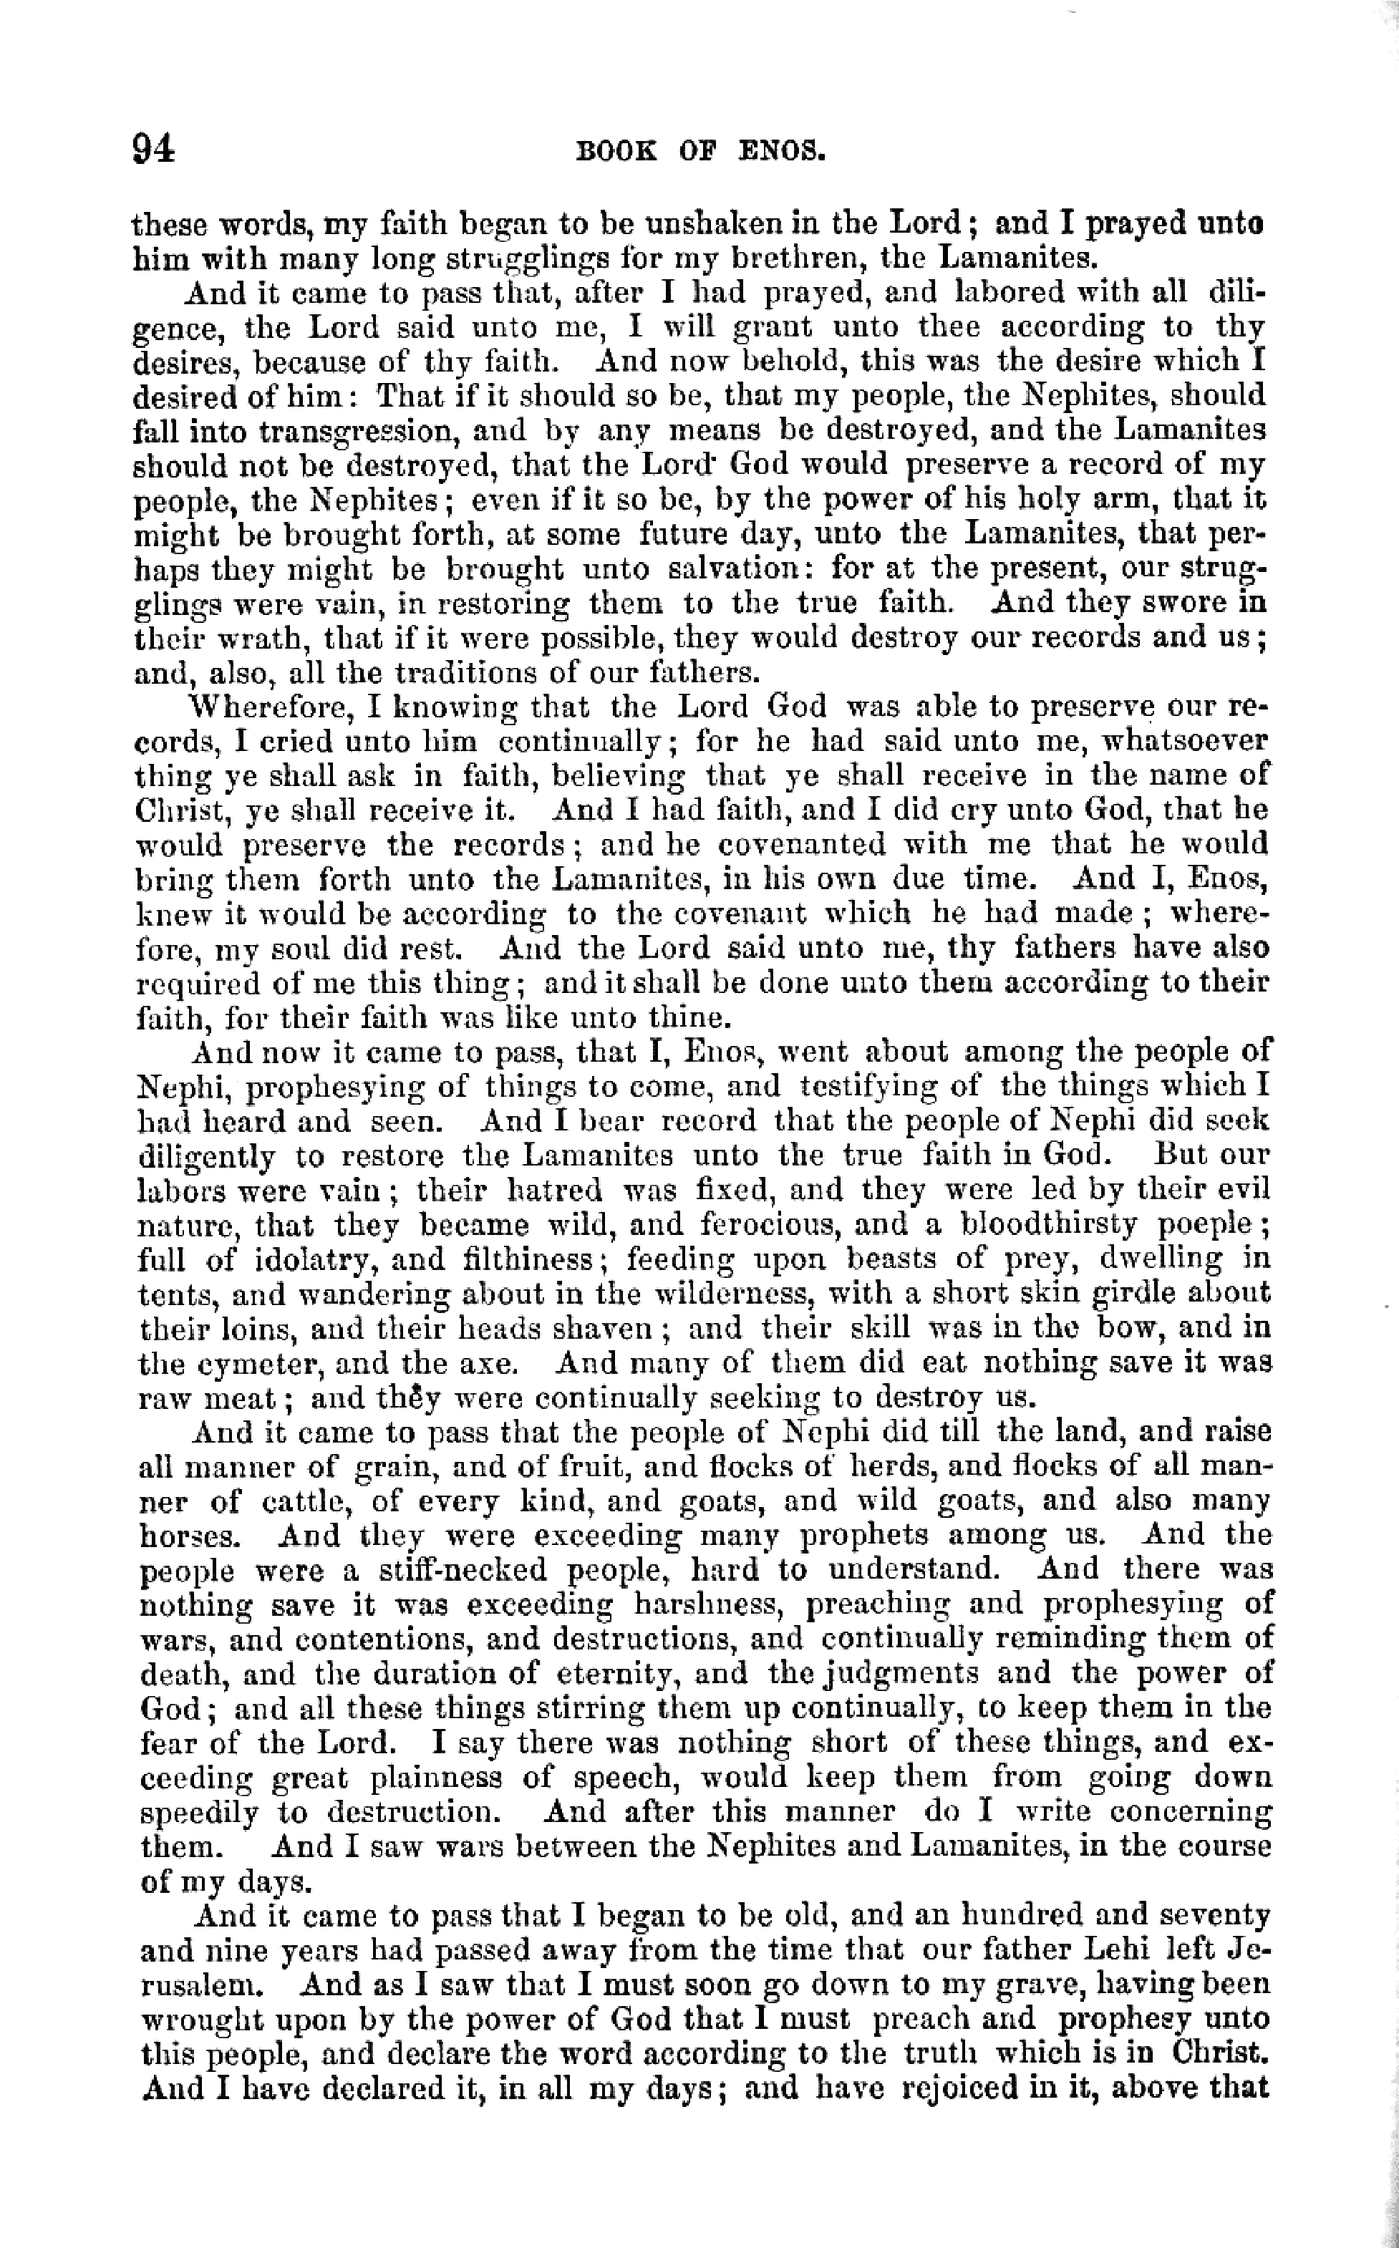 94 BOOK OF ENOS.
these words, my faith began to be unshaken in the Lord; and I prayed unto
him with many long strugglings for my brethren, the Lamanites.
And it came to pass that, after I had prayed, and labored with all dili-
gence, the Lord said unto me, I will grant unto thee according to thy
desires, because of thy faith. And now behold, this was the desire which I
desired of him: That if it should so be, that my people, the Nephites, should
fall into transgression, and by any means be destroyed, and the Lamanites
should not be destroyed, that the Lord God would preserve a record of my
people, the Nephites; even if it so be, by the power of his holy arm, that it
might be brought forth, at some future day, unto the Lamanites, that per-
haps they might be brought unto salvation: for at the present, our strug-
glings were vain, in restoring them to the true faith. And they swore in
their wrath, that if it were possible, they would destroy our records and us;
and, also, all the traditions of our fathers.
Wherefore, I knowing that the Lord God was able to preserve our re-
cords, I cried unto him continually; for he had said unto me, whatsoever
thing ye shall ask in faith, believing that ye shall receive in the name of
Christ, ye shall receive it. And I had faith, and I did cry unto God, that he
would preserve the records; and he covenanted with me that he would
bring them forth unto the Lamanites, in his own due time. And I, Enos,
knew it would be according to the covenant which he had made; where-
fore, my soul did rest. And the Lord said unto me, thy fathers have also
required of me this thing; and it shall be done unto them according to their
faith, for their faith was like unto thine.
And now it came to pass, that I, Enos, went about among the people of
Nephi, prophesying of things to come, and testifying of the things which I
had heard and seen. And I bear record that the people of Nephi did seek
diligently to restore the Lamanites unto the true faith in God. But our
labors were vain; their hatred was fixed, and they were led by their evil
nature, that they became wild, and ferocious, and a bloodthirsty poeple;
full of idolatry, and filthiness; feeding upon beasts of prey, dwelling in
tents, and wandering about in the wilderness, with a short skin girdle about
their loins, and their heads shaven; and their skill was in the bow, and in
the cymeter, and the axe. And many of them did eat nothing save it was
raw meat; and they were continually seeking to destroy us.
And it came to pass that the people of Nephi did till the land, and raise
all manner of grain, and of fruit, and flocks of herds, and flocks of all man-
ner of cattle, of every kind, and goats, and wild goats, and also many
horses. And they were exceeding many prophets among us. And the
people were a stiff-necked people, hard to understand. And there was
nothing save it was exceeding harshness, preaching and prophesying of
wars, and contentions, and destructions, and continually reminding them of
death, and the duration of eternity, and the judgments and the power of
God; and all these things stirring them up continually, to keep them in the
fear of the Lord. I say there was nothing short of these things, and ex-
ceeding great plainness of speech, would keep them from going down
speedily to destruction. And after this manner do I write concerning
them. And I saw wars between the Nephites and Lamanites, in the course
of my days.
And it came to pass that I began to be old, and an hundred and seventy
and nine years had passed away from the time that our father Lehi left Je-
rusalem. And as I saw that I must soon go down to my grave, having been
wrought upon by the power of God that I must preach and prophesy unto
this people, and declare the word according to the truth which is in Christ.
And I have declared it, in all my days; and have rejoiced in it, above that